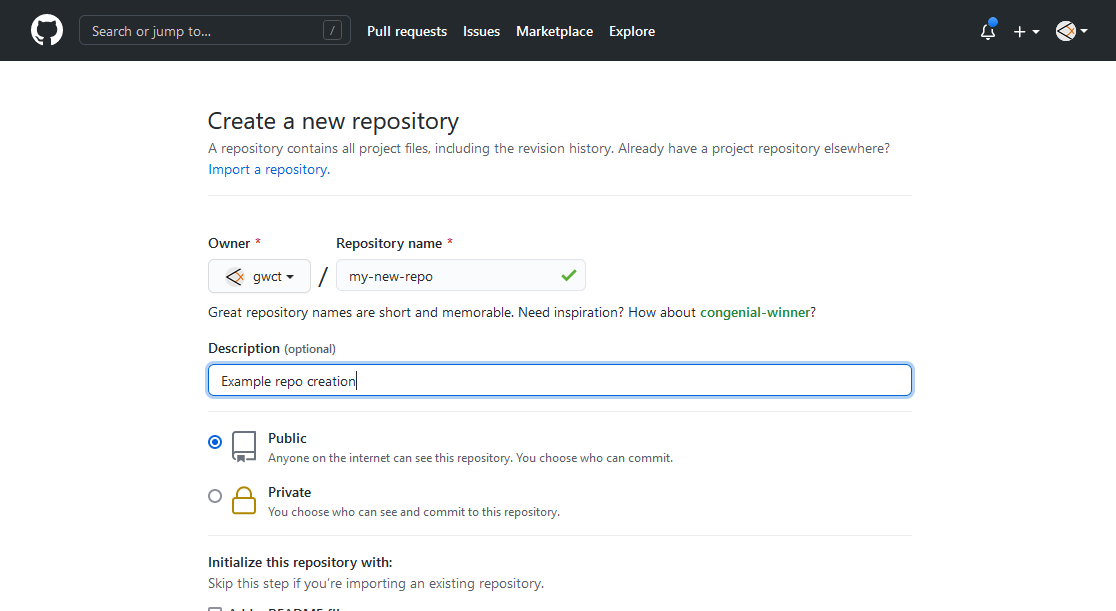 Search or jump to... /
Pull requests Issues Marketplace Explore
Create a new repository
A repository contains all project files, including the revision history. Already have a project repository elsewhere?
Import a repository.
Owner * Repository name *
gwct / my-new-repo
Great repository names are short and memorable. Need inspiration? How about congenial-winner?
Description (optional)
Example repo creation
Public
Anyone on the internet can see this repository. You choose who can commit.
Private
You choose who can see and commit to this repository.
Initialize this repository with:
Skip this step if you’re importing an existing repository.